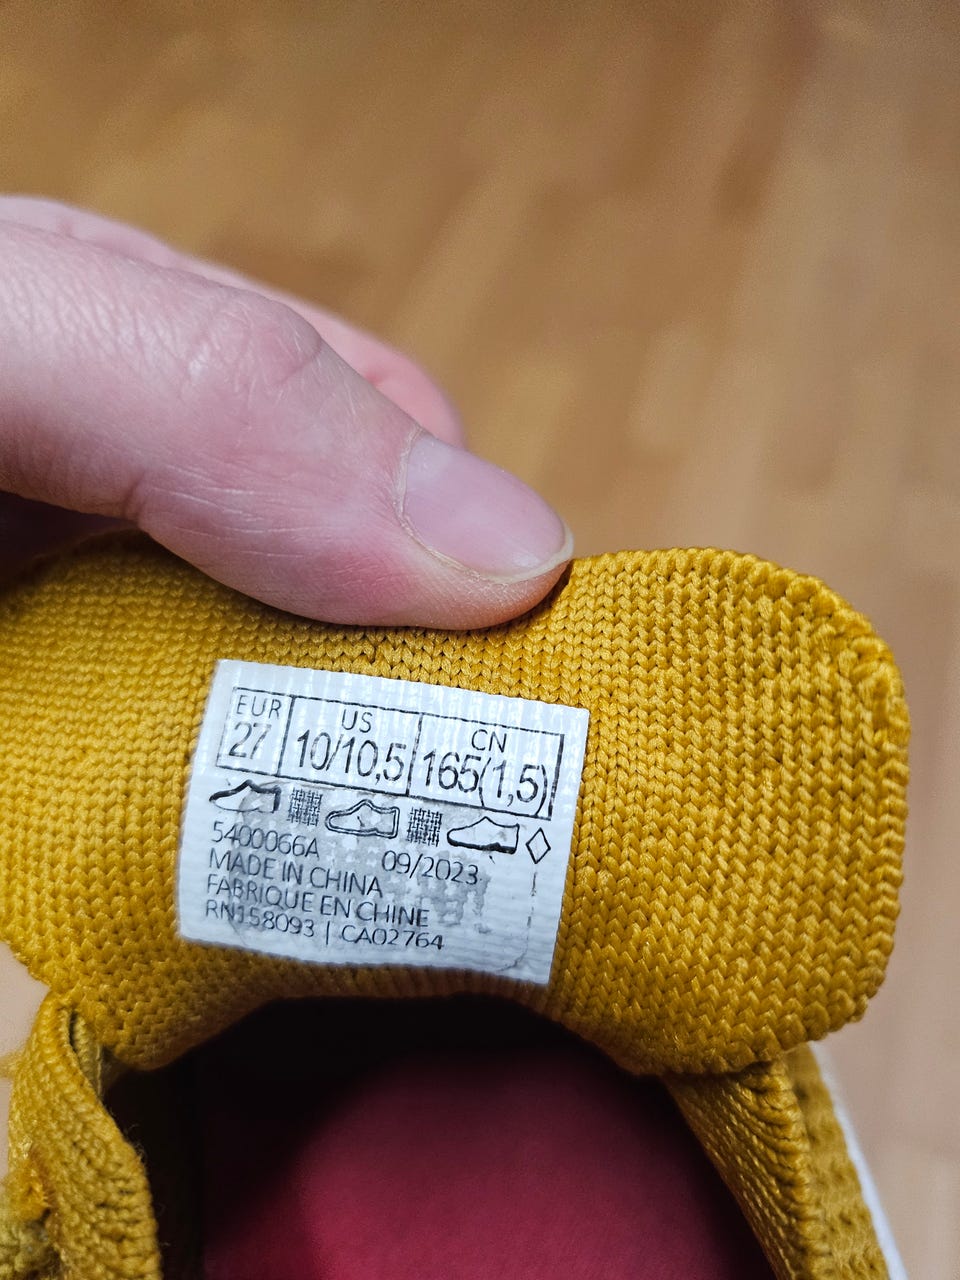 EUR US CN
27 10/10,5 165(1,5)
5400066A 09/2023
MADE IN CHINA
FABRIQUE EN CHINE
RN158093 | CA02764